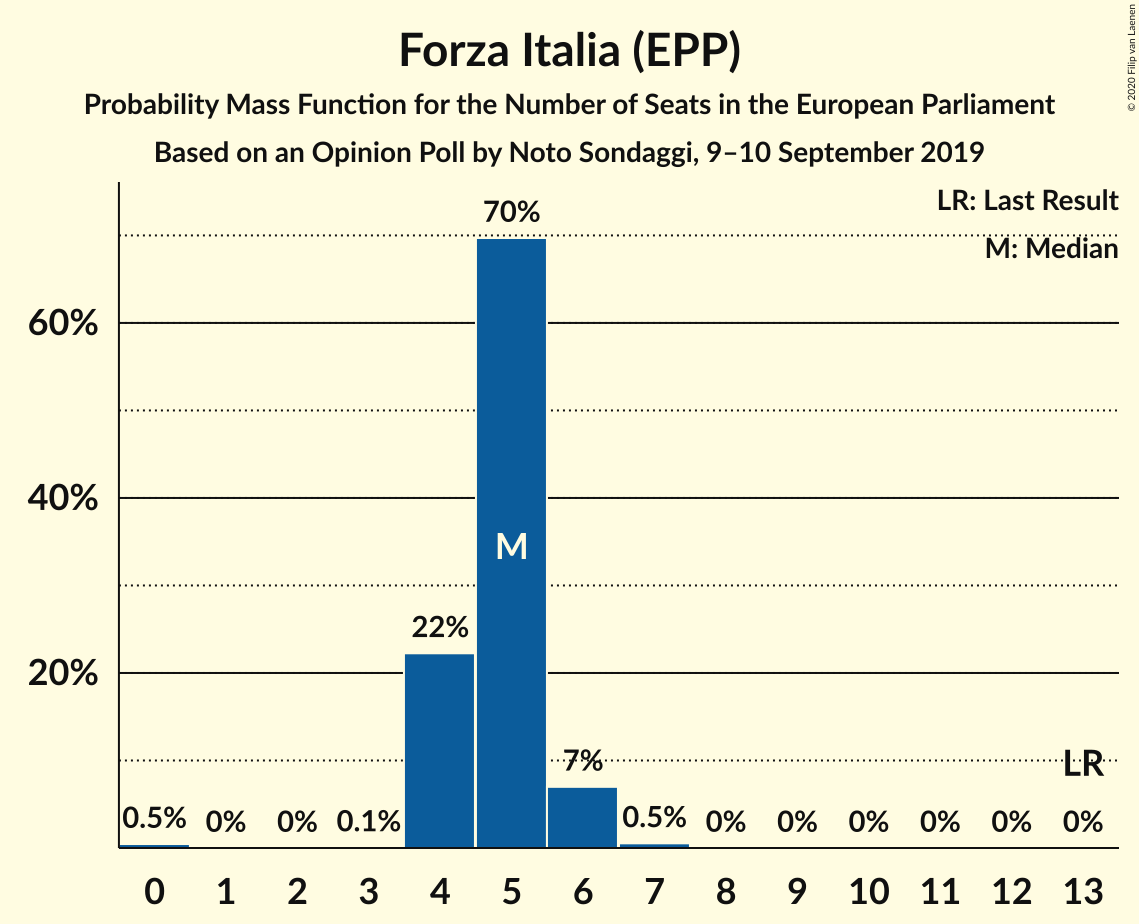 Forza Italia (EPP)
Probability Mass Function for the Number of Seats in the European Parliament
Based on an Opinion Poll by Noto Sondaggi, 9–10 September 2019
© 2020 Filip van Laenen
LR: Last Result
M: Median
70%
60%
40%
M
22%
20%
7%
LR
0.5% 0% 0% 0.1% 0.5% 0% 0% 0% 0% 0% 0%
0 1 2 3 4 5 6 7 8 9 10 11 12 13